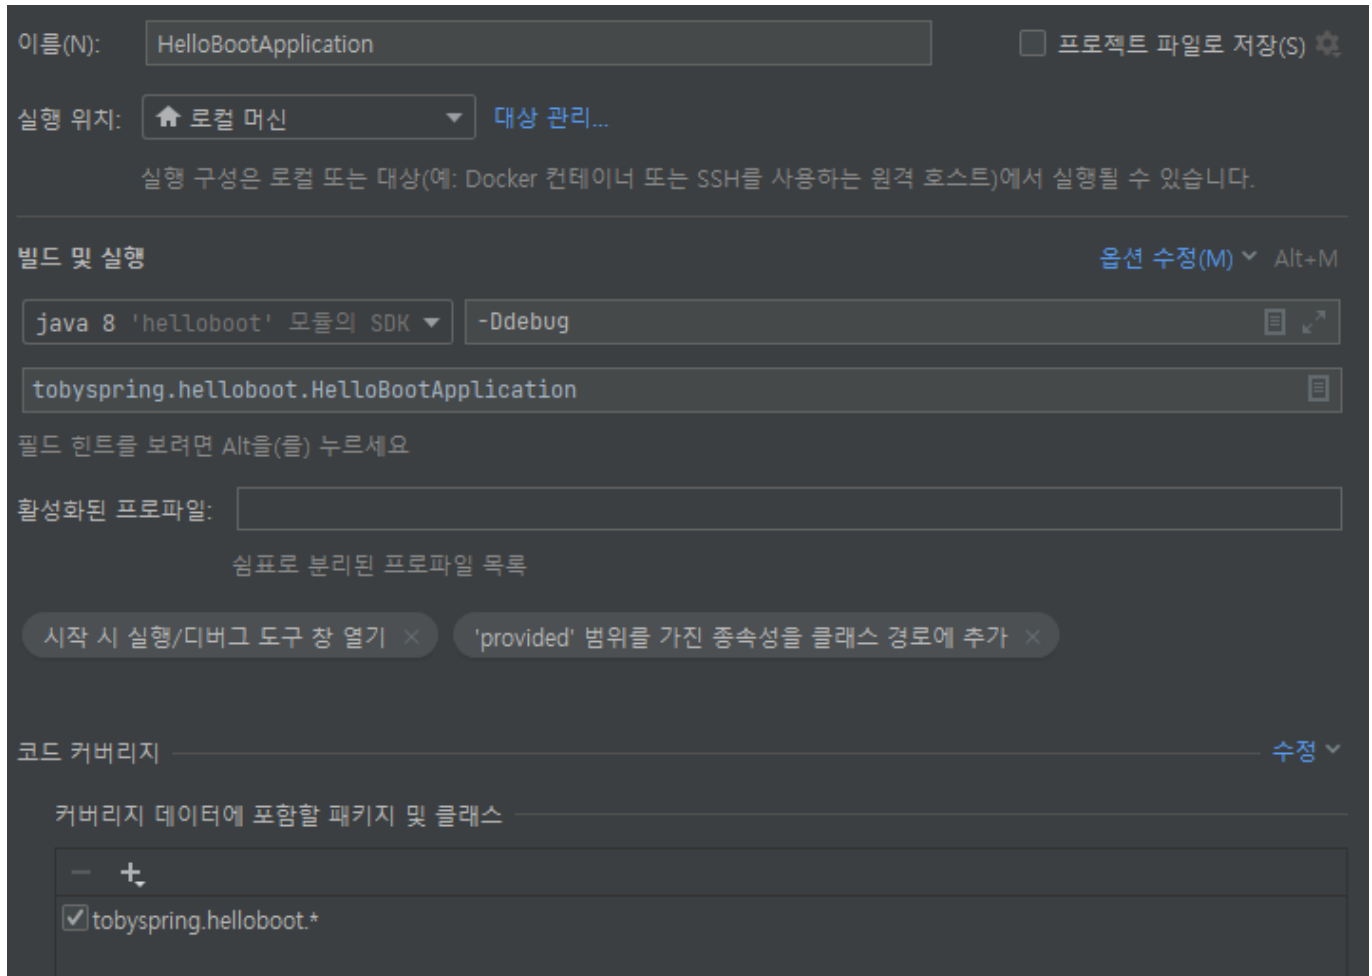 이름(N): HelloBootApplication 프로젝트 파일로 저장(S)
실행 위치: 로컬 머신 대상 관리...
실행 구성은 로컬 또는 대상(예: Docker 컨테이너 또는 SSH를 사용하는 원격 호스트)에서 실행될 수 있습니다.
빌드 및 실행 옵션 수정(M) Alt+M
java 8 'helloboot' 모듈의 SDK -Ddebug
tobyspring.helloboot.HelloBootApplication
필드 힌트를 보려면 Alt을(를) 누르세요
활성화된 프로파일:
쉼표로 분리된 프로파일 목록
시작 시 실행/디버그 도구 창 열기 × 'provided' 범위를 가진 종속성을 클래스 경로에 추가 ×
코드 커버리지 수정
커버리지 데이터에 포함할 패키지 및 클래스
tobyspring.helloboot.*